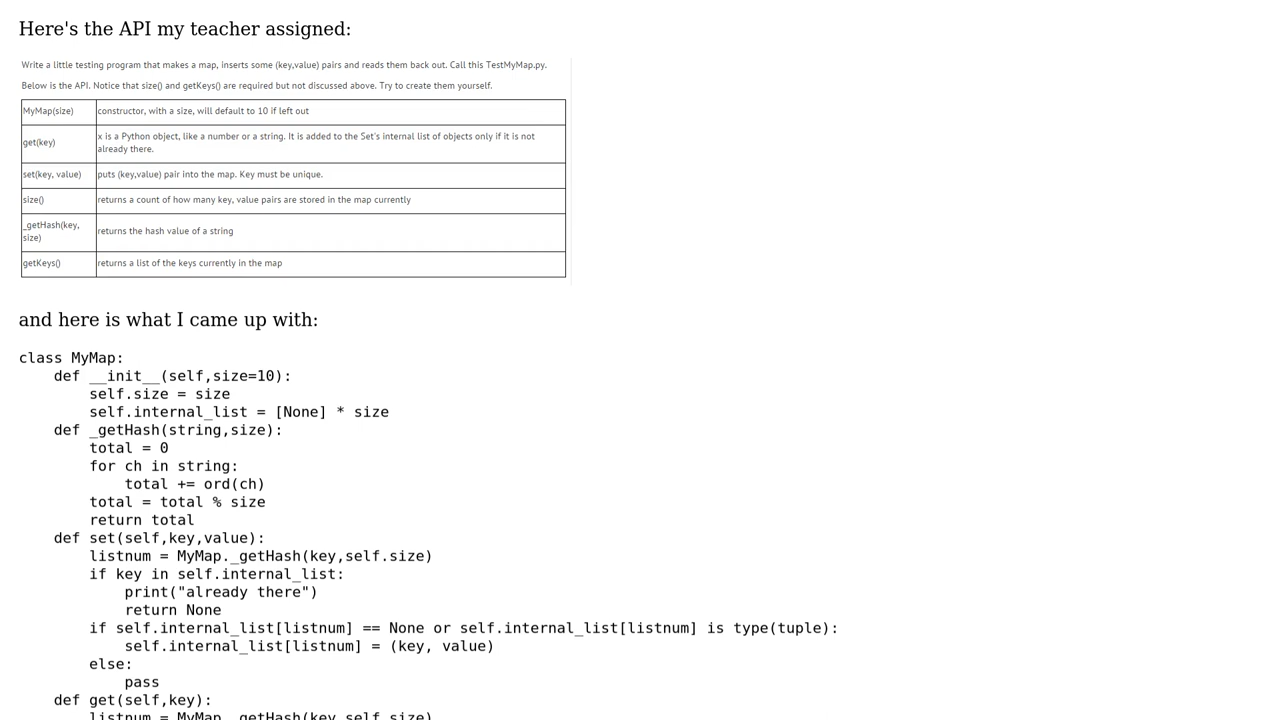 Here's the API my teacher assigned:
Write a little testing program that makes a map, inserts some (key,value) pairs and reads them back out. Call this TestMyMap.py.
Below is the API. Notice that size() and getKeys() are required but not discussed above. Try to create them yourself.
MyMap(size) constructor, with a size, will default to 10 if left out
get(key) x is a Python object, like a number or a string. It is added to the Set's internal list of objects only if it is not
already there.
set(key, value) puts (key,value) pair into the map. Key must be unique.
size() returns a count of how many key, value pairs are stored in the map currently
_getHash(key,
size) returns the hash value of a string
getKeys() returns a list of the keys currently in the map
and here is what I came up with:
class MyMap:
    def __init__(self,size=10):
        self.size = size
        self.internal_list = [None] * size
    def _getHash(string,size):
        total = 0
        for ch in string:
            total += ord(ch)
        total = total % size
        return total
    def set(self,key,value):
        listnum = MyMap._getHash(key,self.size)
        if key in self.internal_list:
            print("already there")
            return None
        if self.internal_list[listnum] == None or self.internal_list[listnum] is type(tuple):
            self.internal_list[listnum] = (key, value)
        else:
            pass
    def get(self,key):
        listnum = MyMap._getHash(key,self.size)